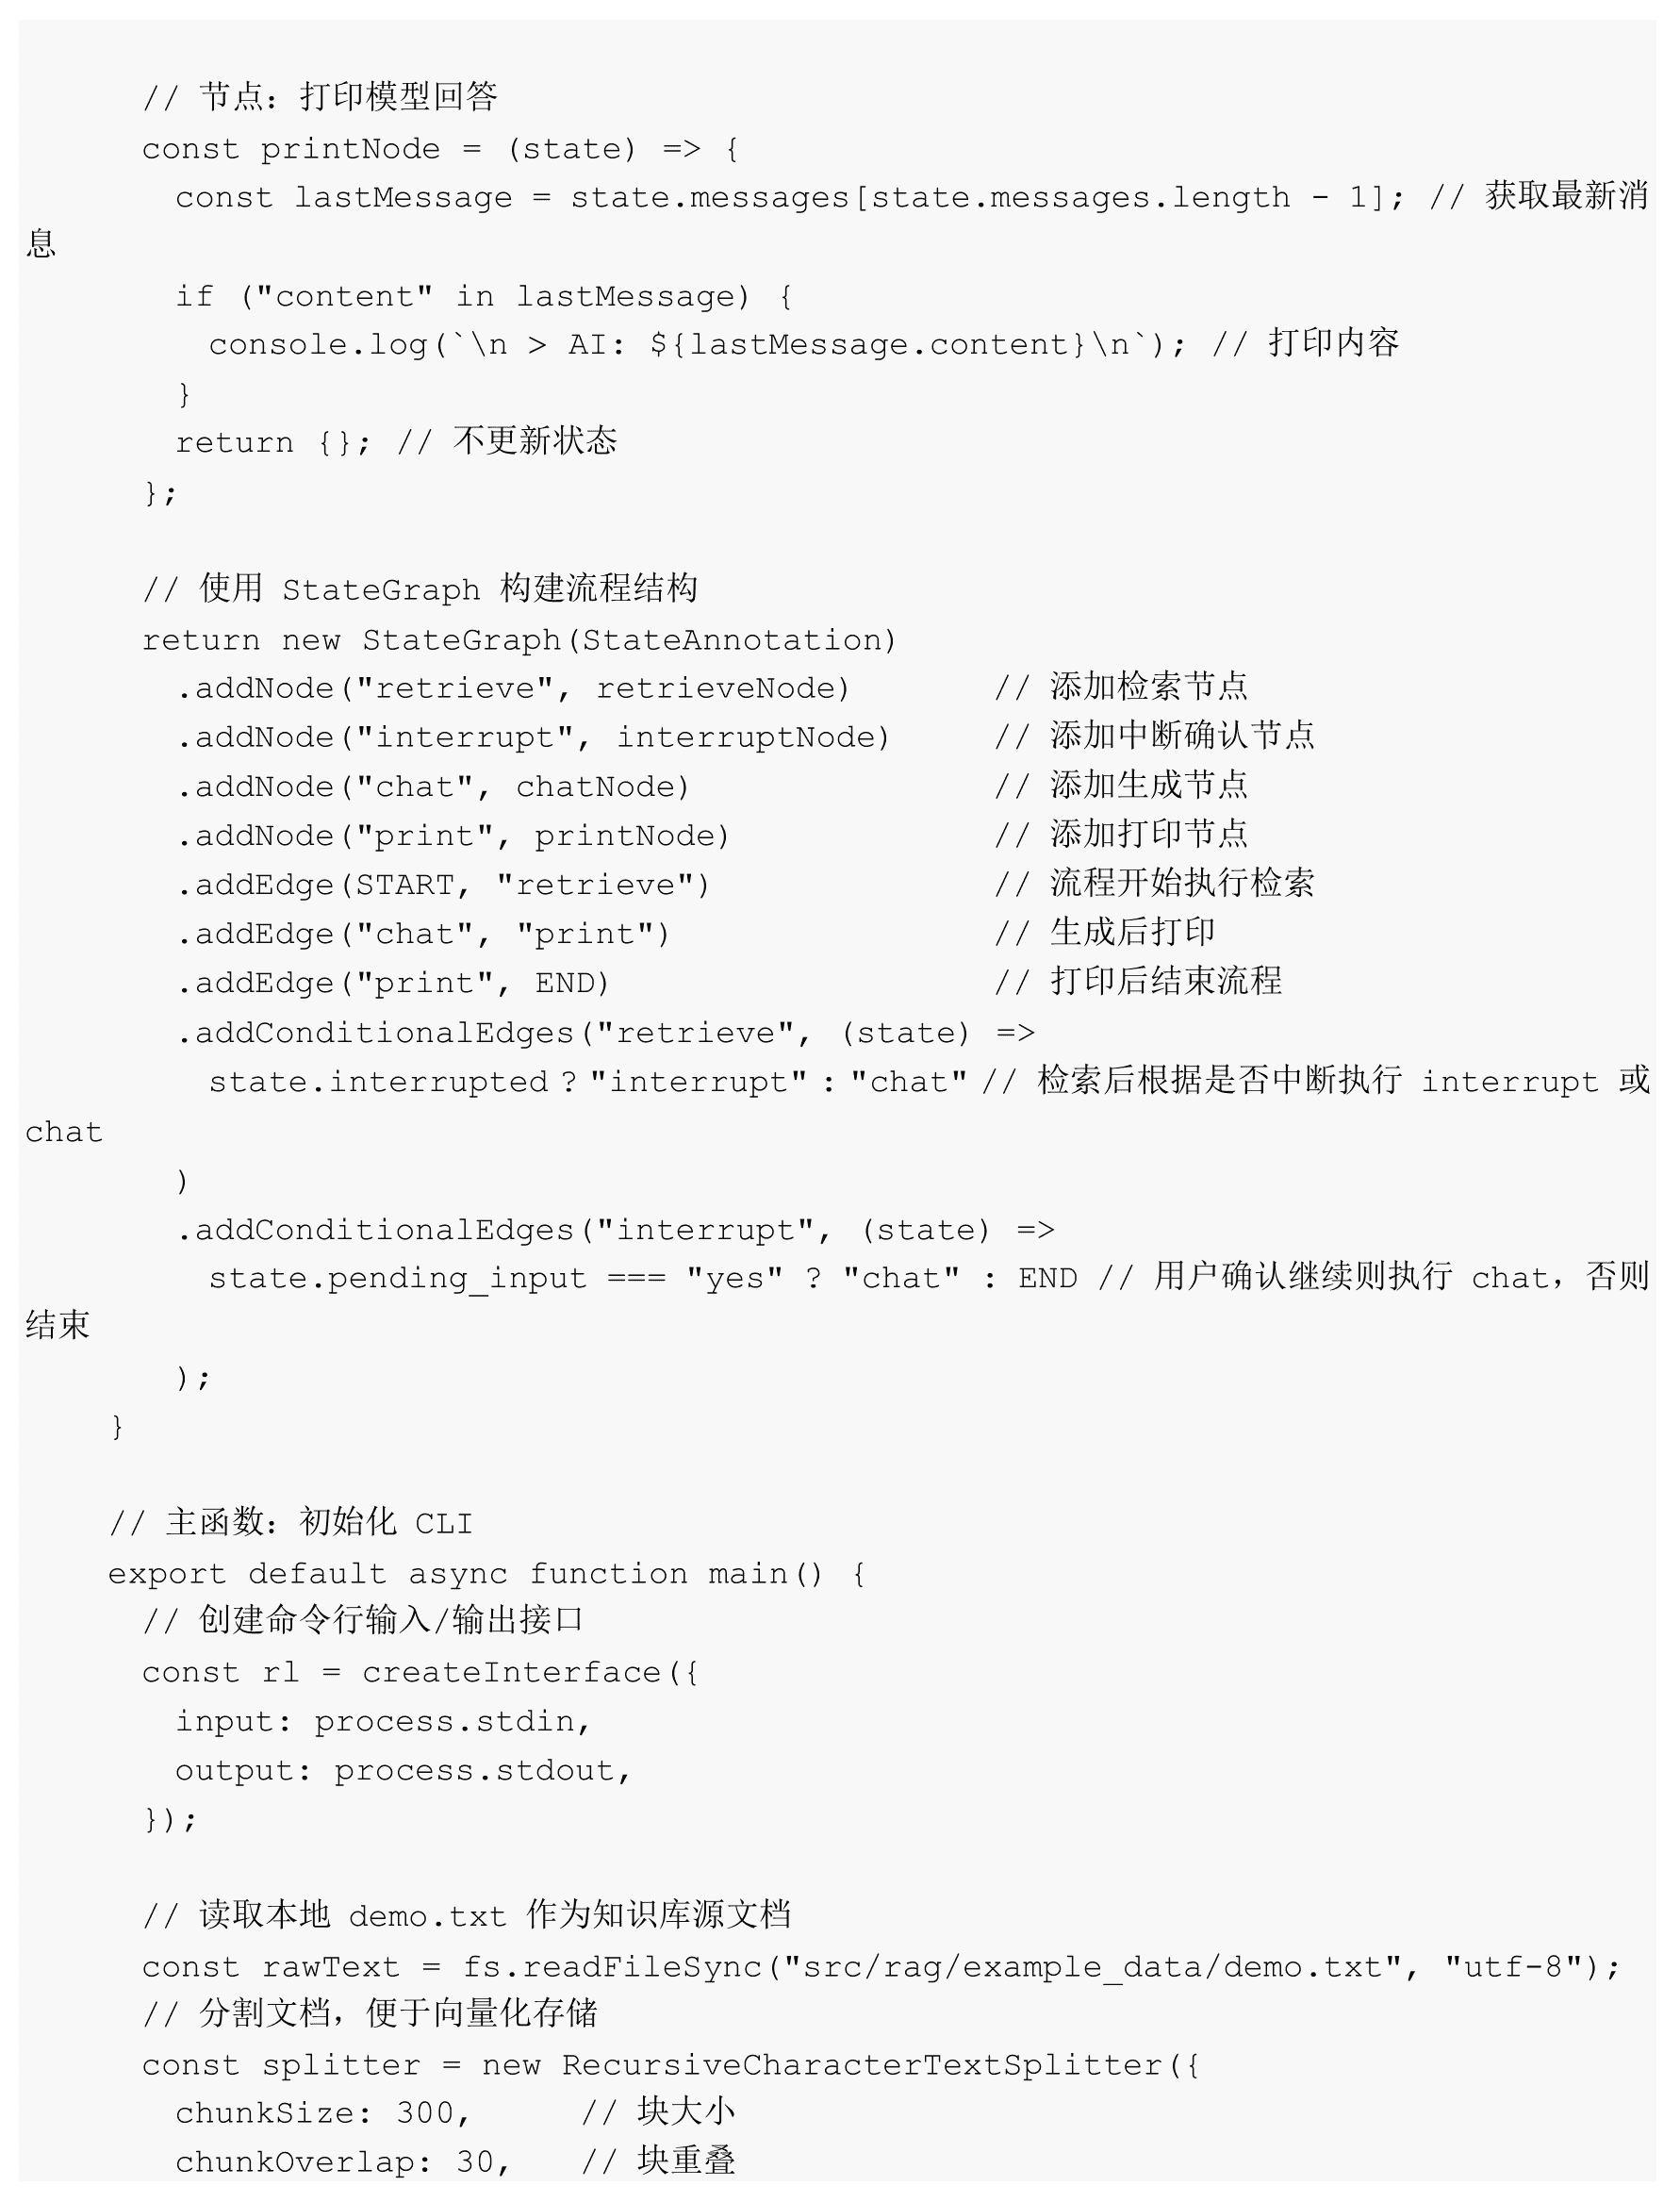 // 节点：打印模型回答
const printNode = (state) => {
const lastMessage = state.messages[state.messages.length - 1]; // 获取最新消
息
if ("content" in lastMessage) {
console.log(`\n > AI: ${lastMessage.content}\n`); // 打印内容
}
return {}; // 不更新状态
};
// 使用 StateGraph 构建流程结构
return new StateGraph(StateAnnotation)
.addNode("retrieve", retrieveNode) // 添加检索节点
.addNode("interrupt", interruptNode) // 添加中断确认节点
.addNode("chat", chatNode) // 添加生成节点
.addNode("print", printNode) // 添加打印节点
.addEdge(START, "retrieve") // 流程开始执行检索
.addEdge("chat", "print") // 生成后打印
.addEdge("print", END) // 打印后结束流程
.addConditionalEdges("retrieve", (state) =>
state.interrupted ? "interrupt" : "chat" // 检索后根据是否中断执行 interrupt 或
chat
)
.addConditionalEdges("interrupt", (state) =>
state.pending_input === "yes" ? "chat" : END // 用户确认继续则执行 chat，否则
结束
);
}
// 主函数：初始化 CLI
export default async function main() {
// 创建命令行输入/输出接口
const rl = createInterface({
input: process.stdin,
output: process.stdout,
});
// 读取本地 demo.txt 作为知识库源文档
const rawText = fs.readFileSync("src/rag/example_data/demo.txt", "utf-8");
// 分割文档，便于向量化存储
const splitter = new RecursiveCharacterTextSplitter({
chunkSize: 300, // 块大小
chunkOverlap: 30, // 块重叠